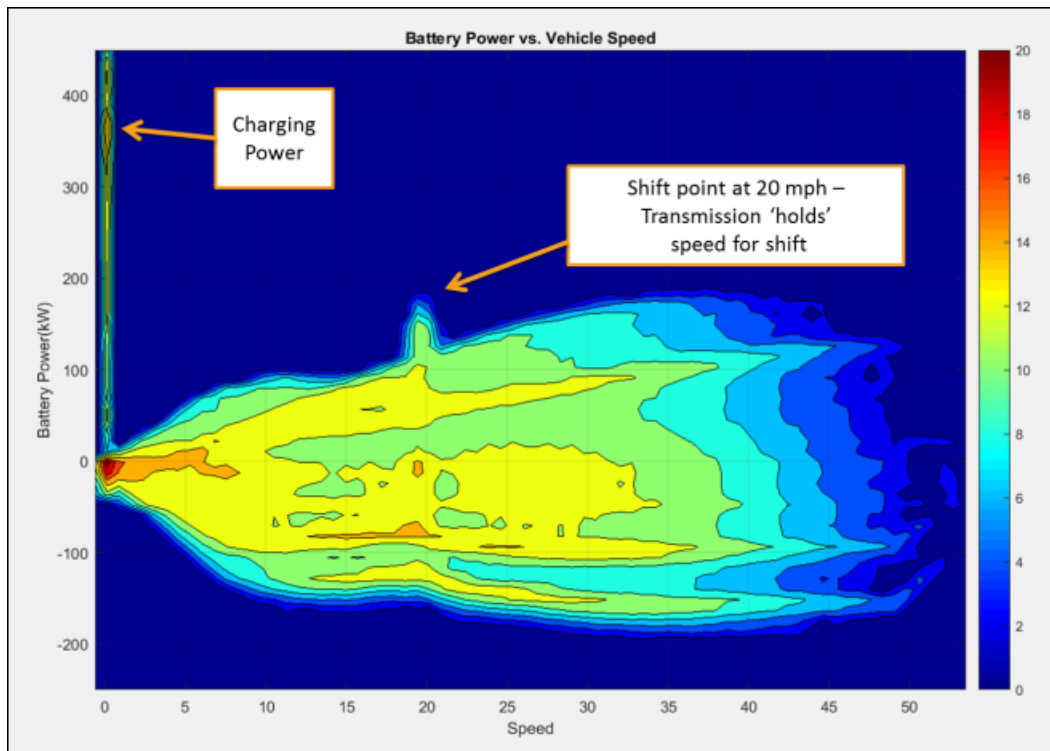 Battery Power vs. Vehicle Speed
Charging
Power
Shift point at 20 mph –
Transmission ‘holds’
speed for shift
Battery Power(kW)
400
300
200
100
0
-100
-200
0 5 10 15 20 25 30 35 40 45 50
Speed
20
18
16
14
12
10
8
6
4
2
0